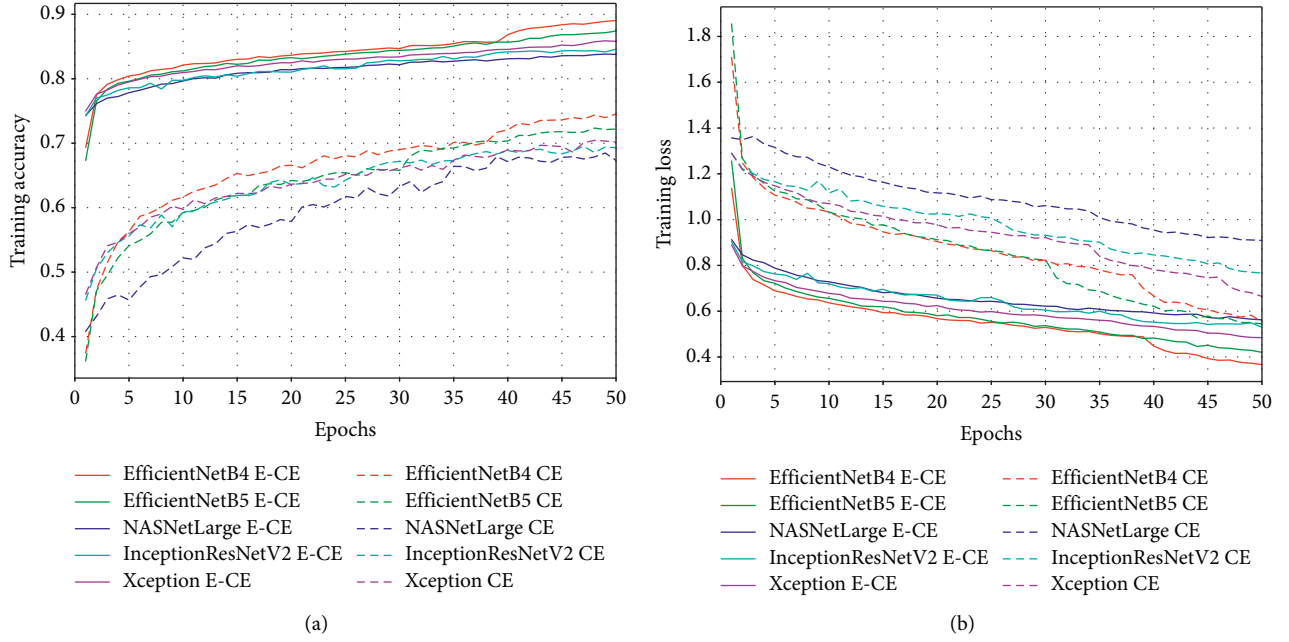 0.9
0.8
0.7
0.6
0.5
0.4
Training accuracy
0 5 10 15 20 25 30 35 40 45 50
Epochs
EfficientNetB4 E-CE
EfficientNetB5 E-CE
NASNetLarge E-CE
InceptionResNetV2 E-CE
Xception E-CE
EfficientNetB4 CE
EfficientNetB5 CE
NASNetLarge CE
InceptionResNetV2 CE
Xception CE
(a)
1.8
1.6
1.4
1.2
1.0
0.8
0.6
0.4
Training loss
0 5 10 15 20 25 30 35 40 45 50
Epochs
EfficientNetB4 E-CE
EfficientNetB5 E-CE
NASNetLarge E-CE
InceptionResNetV2 E-CE
Xception E-CE
EfficientNetB4 CE
EfficientNetB5 CE
NASNetLarge CE
InceptionResNetV2 CE
Xception CE
(b)